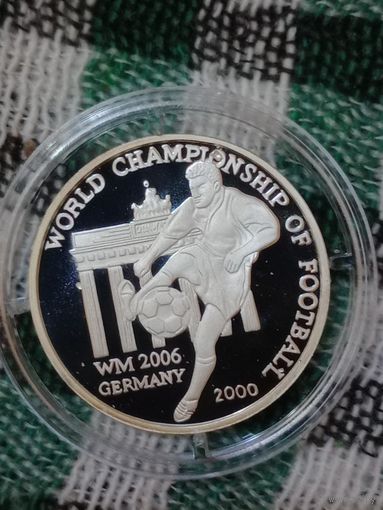 WORLD CHAMPIONSHIP OF FOOTBALL
WM 2006
GERMANY
2000